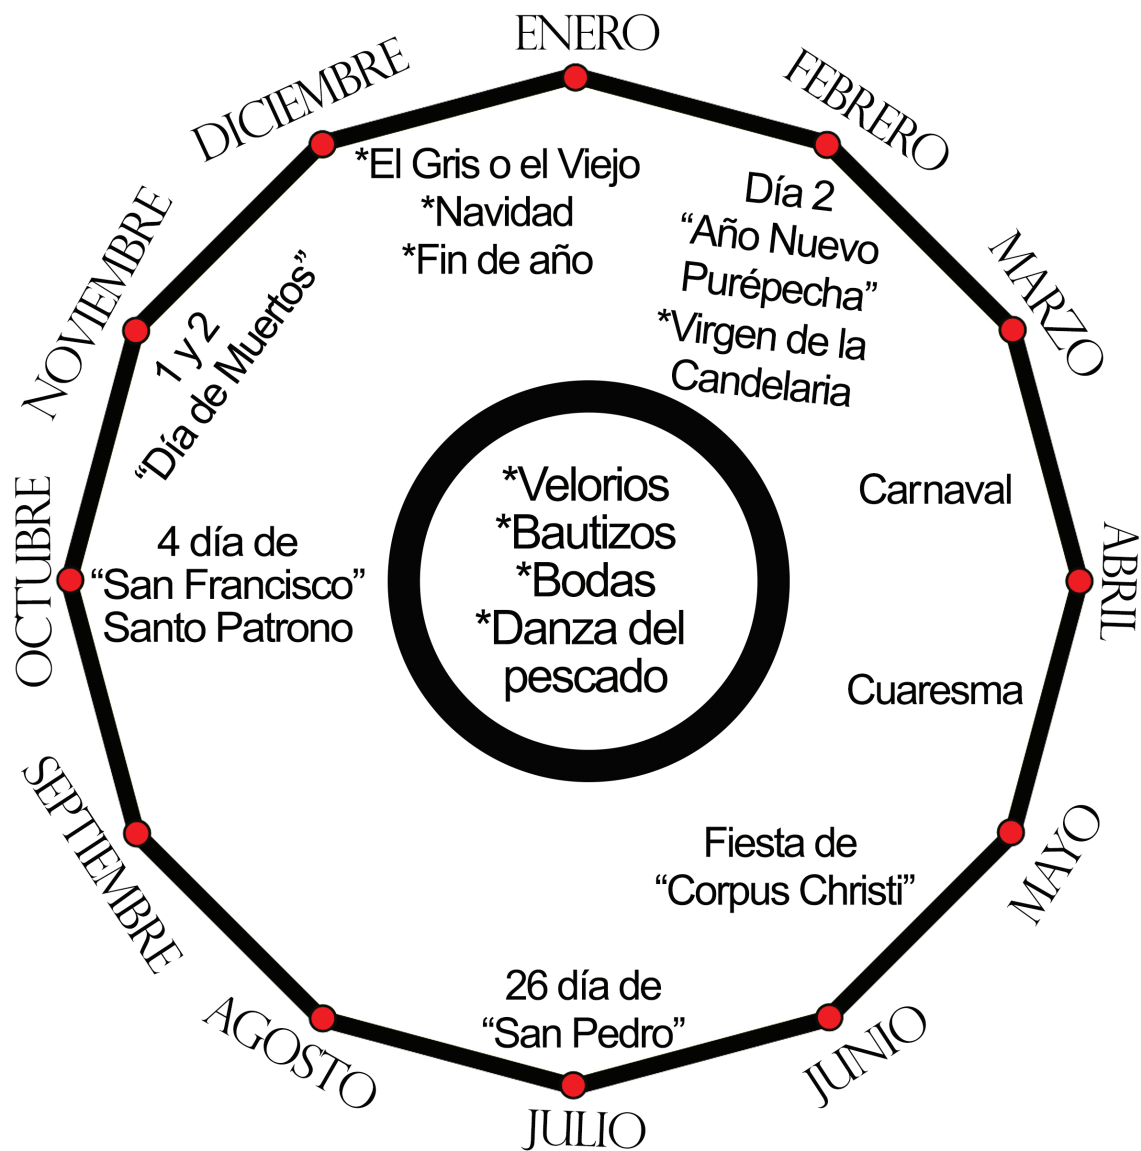 ENERO
FEBRERO
MARZO
ABRIL
MAYO
JUNIO
JULIO
AGOSTO
SEPTIEMBRE
OCTUBRE
NOVIEMBRE
DICIEMBRE
*El Gris o el Viejo
*Navidad
*Fin de año
Día 2
“Año Nuevo
Purépecha”
*Virgen de la
Candelaria
Carnaval
Cuaresma
Fiesta de
“Corpus Christi”
26 día de
“San Pedro”
4 día de
“San Francisco”
Santo Patrono
1 y 2
“Día de Muertos”
*Velorios
*Bautizos
*Bodas
*Danza del
pescado